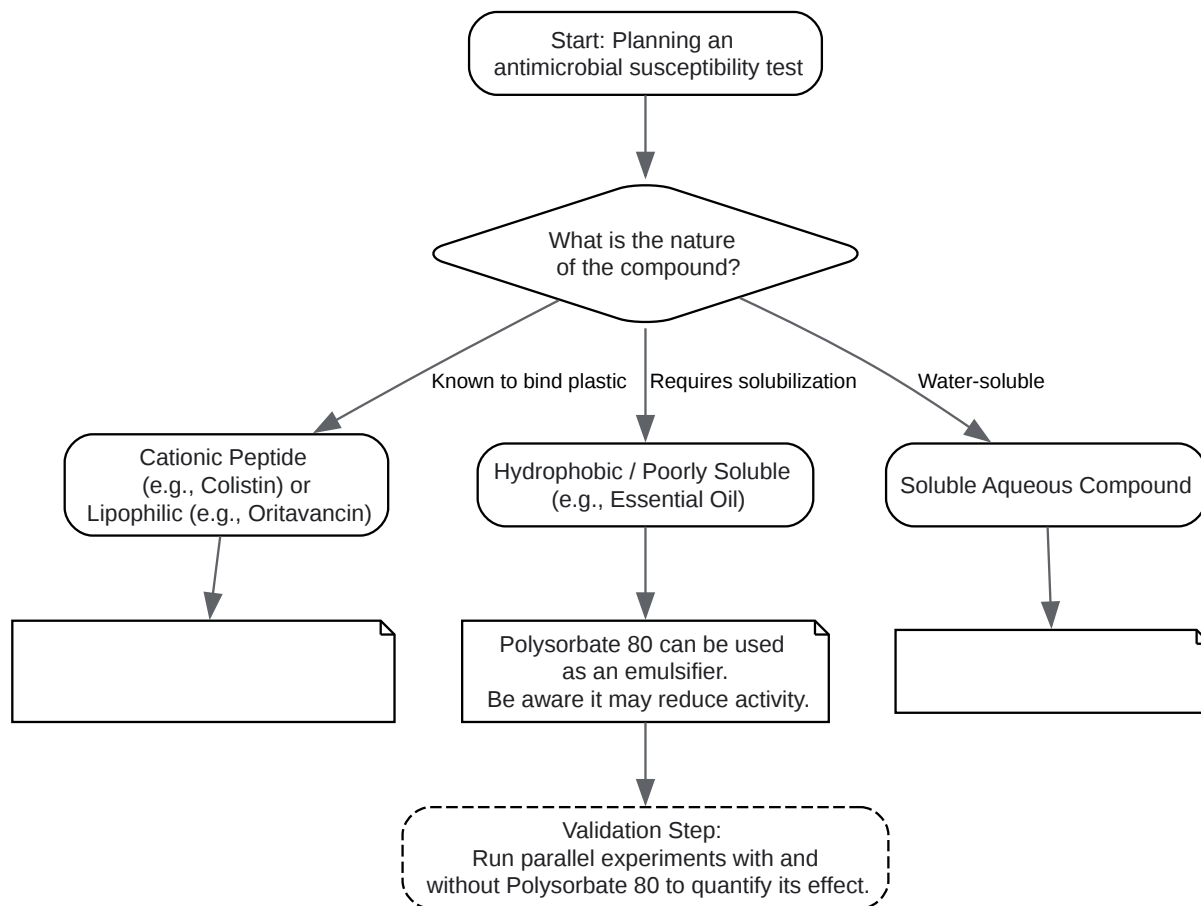 Start: Planning an
antimicrobial susceptibility test
What is the nature
of the compound?
Known to bind plastic
Requires solubilization
Water-soluble
Cationic Peptide
(e.g., Colistin) or
Lipophilic (e.g., Oritavancin)
Hydrophobic / Poorly Soluble
(e.g., Essential Oil)
Soluble Aqueous Compound
Polysorbate 80 can be used
as an emulsifier.
Be aware it may reduce activity.
Validation Step:
Run parallel experiments with and
without Polysorbate 80 to quantify its effect.